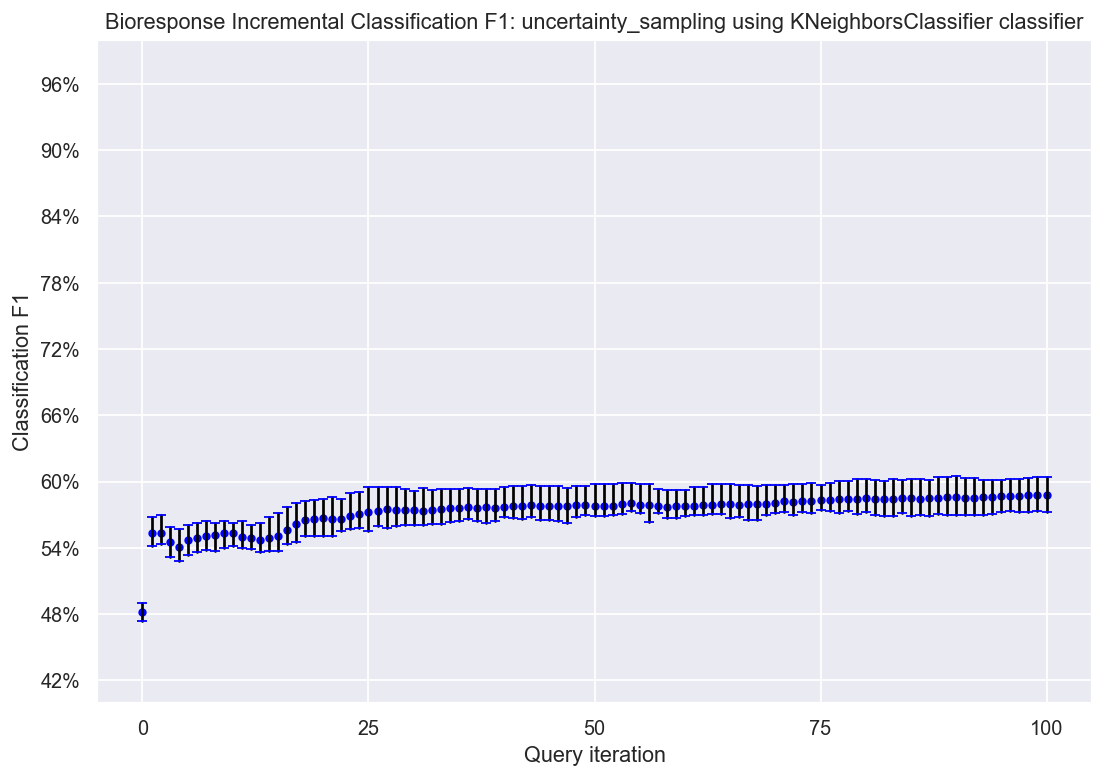 Bioresponse Incremental Classification F1: uncertainty_sampling using KNeighborsClassifier classifier
96%
90%
84%
78%
72%
66%
60%
54%
48%
42%
Classification F1
0 25 50 75 100
Query iteration